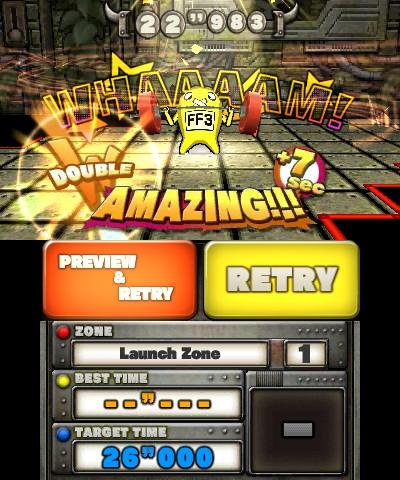 22"983
WHAAAAAM!
FF3
DOUBLE
+7
sec
AMAZING!!!
PREVIEW
&
RETRY
RETRY
ZONE
Launch Zone
1
BEST TIME
--"---
-
TARGET TIME
26"000